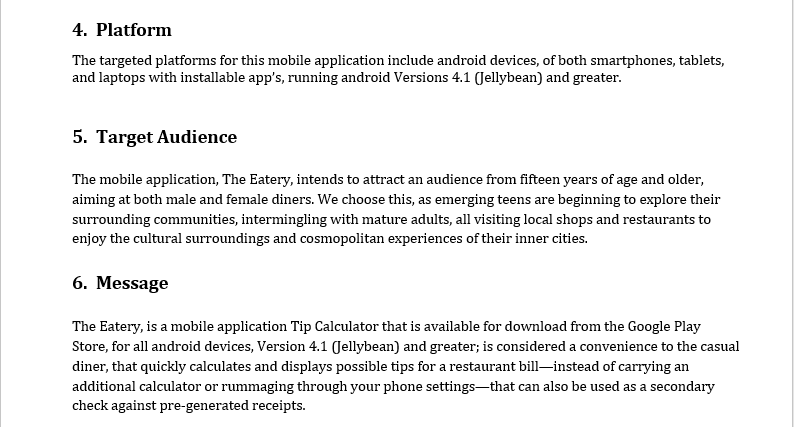 4. Platform
The targeted platforms for this mobile application include android devices, of both smartphones, tablets,
and laptops with installable app's, running android Versions 4.1 (Jellybean) and greater.
5. Target Audience
The mobile application, The Eatery, intends to attract an audience from fifteen years of age and older,
aiming at both male and female diners. We choose this, as emerging teens are beginning to explore their
surrounding communities, intermingling with mature adults, all visiting local shops and restaurants to
enjoy the cultural surroundings and cosmopolitan experiences of their inner cities.
6. Message
The Eatery, is a mobile application Tip Calculator that is available for download from the Google Play
Store, for all android devices, Version 4.1 (Jellybean) and greater; is considered a convenience to the casual
diner, that quickly calculates and displays possible tips for a restaurant bill—instead of carrying an
additional calculator or rummaging through your phone settings—that can also be used as a secondary
check against pre-generated receipts.